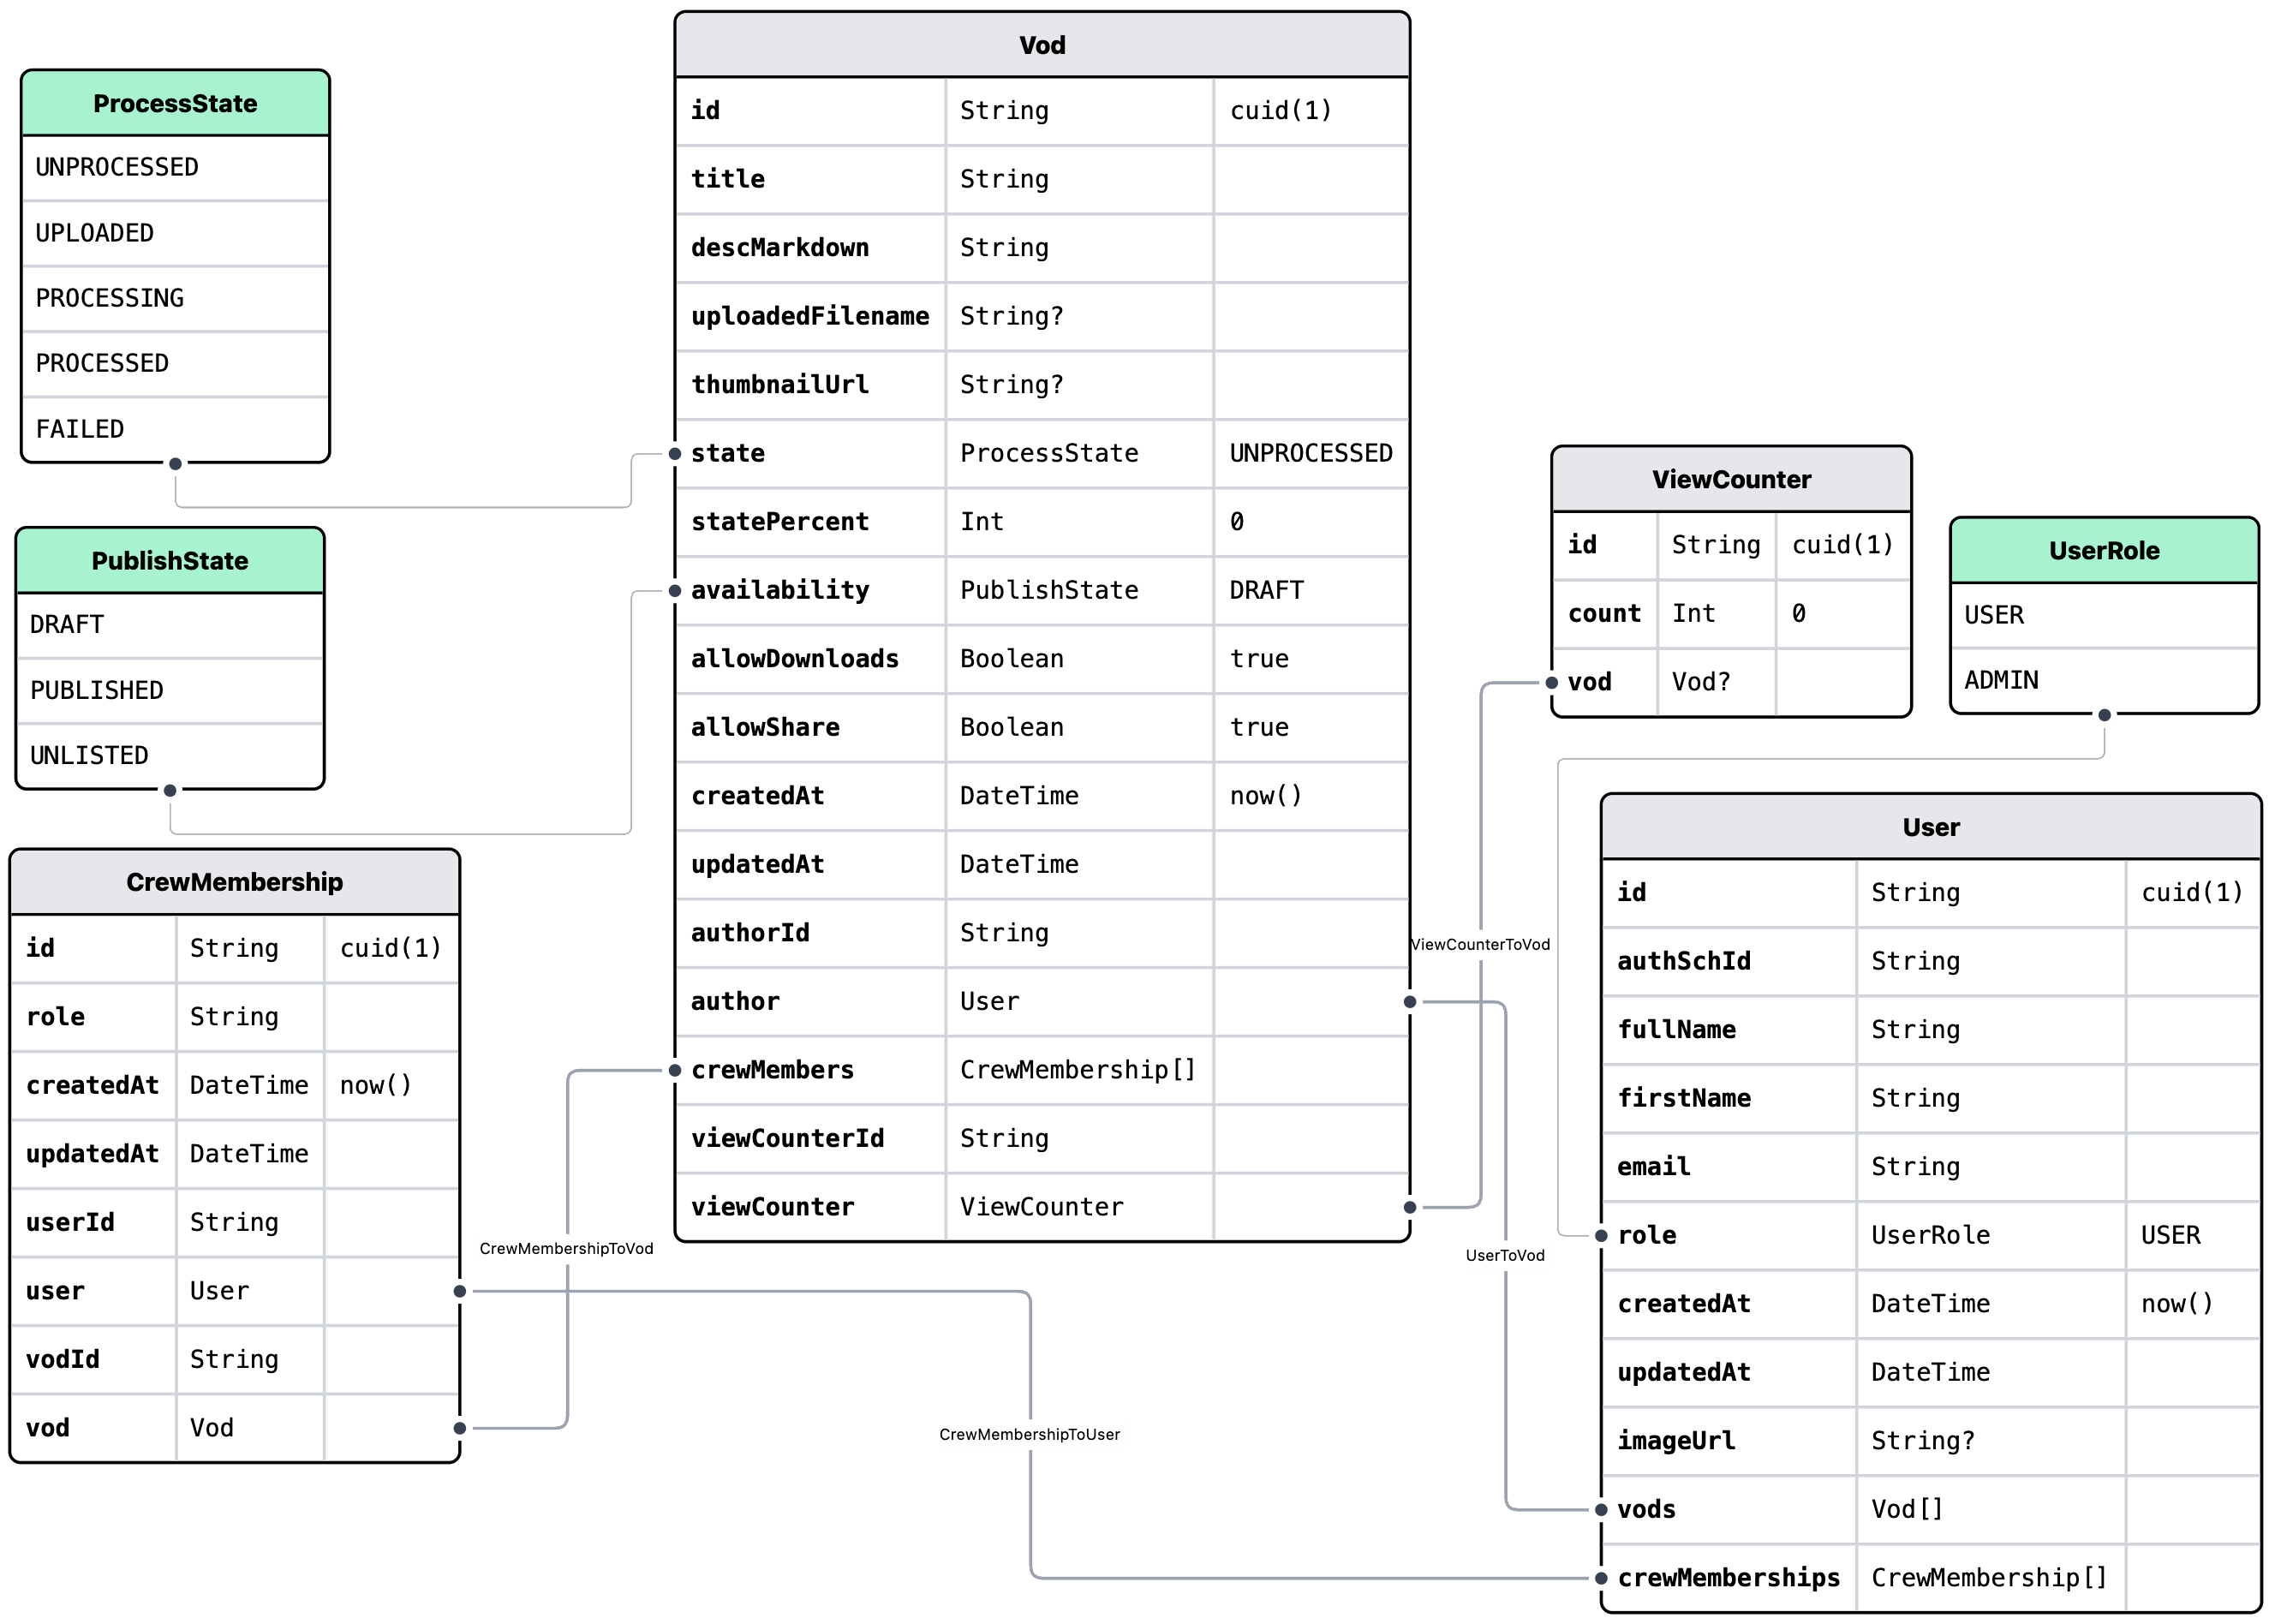 ProcessState
UNPROCESSED
UPLOADED
PROCESSING
PROCESSED
FAILED
PublishState
DRAFT
PUBLISHED
UNLISTED
CrewMembership
id String cuid(1)
role String
createdAt DateTime now()
updatedAt DateTime
userId String
user User
vodId String
vod Vod
Vod
id String cuid(1)
title String
descMarkdown String
uploadedFilename String?
thumbnailUrl String?
state ProcessState UNPROCESSED
statePercent Int 0
availability PublishState DRAFT
allowDownloads Boolean true
allowShare Boolean true
createdAt DateTime now()
updatedAt DateTime
authorId String
author User
crewMembers CrewMembership[]
viewCounterId String
viewCounter ViewCounter
CrewMembershipToVod
CrewMembershipToUser
ViewCounterToVod
UserToVod
ViewCounter
id String cuid(1)
count Int 0
vod Vod?
UserRole
USER
ADMIN
User
id String cuid(1)
authSchId String
fullName String
firstName String
email String
role UserRole USER
createdAt DateTime now()
updatedAt DateTime
imageUrl String?
vods Vod[]
crewMemberships CrewMembership[]